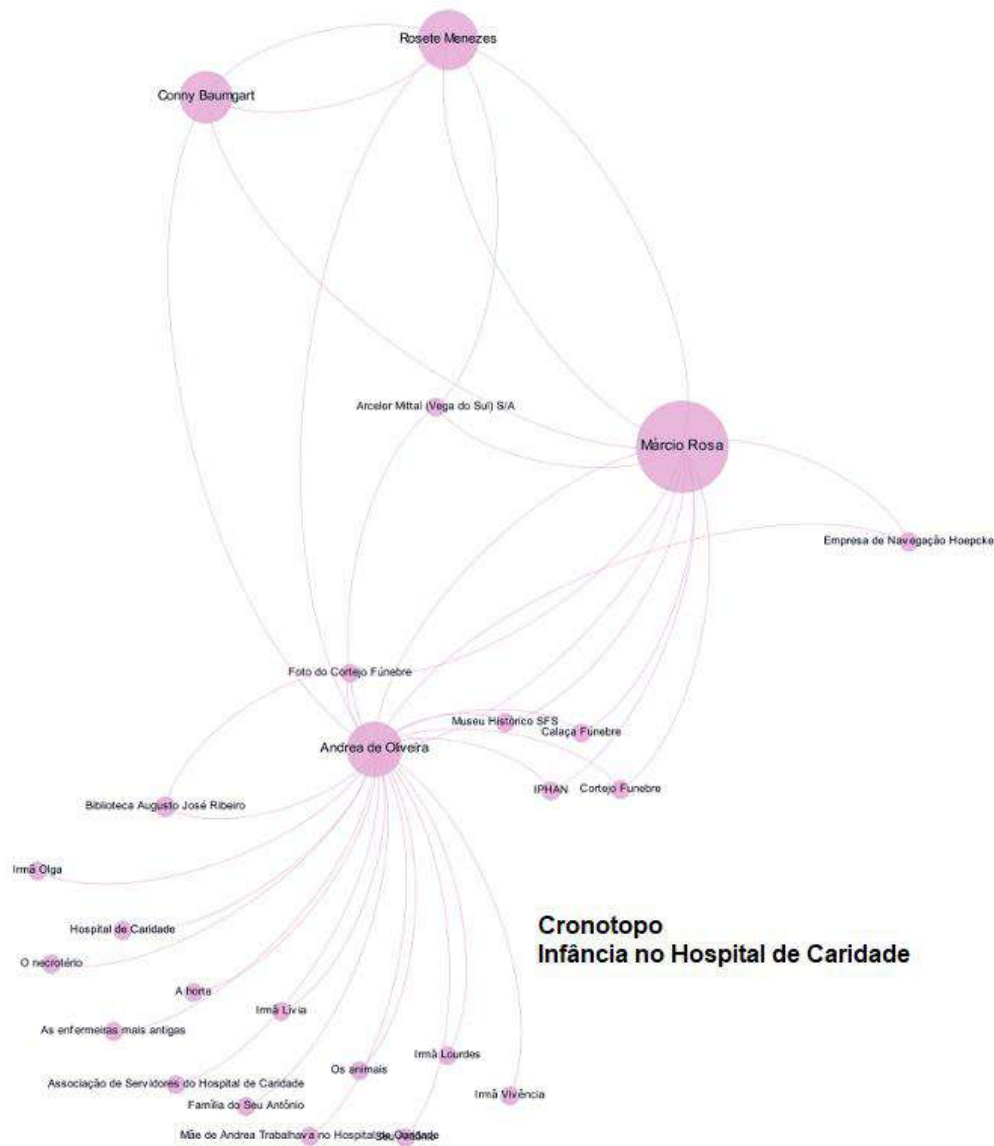 Rosete Menezes
Conny Baumgart
Arcelor Mittal (Vega do Sul) S/A
Márcio Rosa
Empresa de Navegação Hoepcke
Foto do Cortejo Fúnebre
Museu Histórico SFS
Calaça Fúnebre
Andrea de Oliveira
IPHAN
Cortejo Funebre
Biblioteca Augusto José Ribeiro
Irmã Olga
Hospital de Caridade
Cronotopo
Infância no Hospital de Caridade
O necrotério
A horta
Irmã Lívia
As enfermeiras mais antigas
Irmã Lourdes
Os animais
Associação de Servidores do Hospital de Caridade
Irmã Vivência
Família do Seu Antônio
Mãe de Andrea Trabalhava no Hospital de Caridade